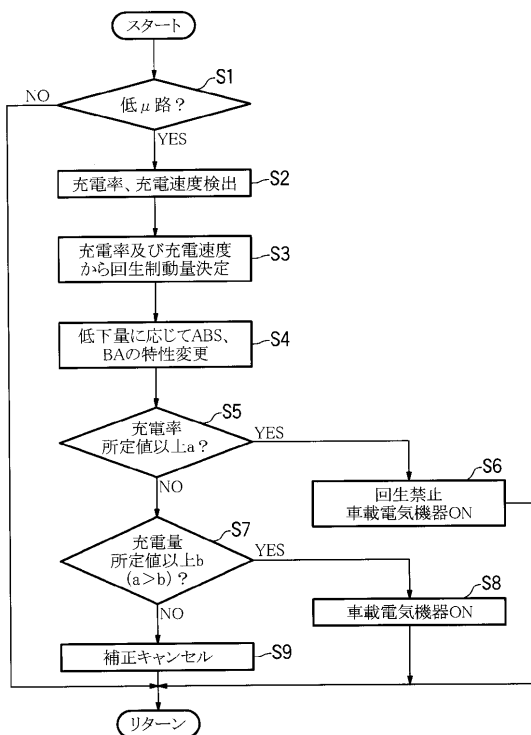 スタート
S1
低μ路？
NO
YES
充電率、充電速度検出
S2
充電率及び充電速度
から回生制動量決定
S3
低下量に応じてABS、
BAの特性変更
S4
S5
充電率
所定値以上a？
YES
NO
S6
回生禁止
車載電気機器ON
S7
充電量
所定値以上b
(a>b)？
YES
NO
S8
車載電気機器ON
補正キャンセル
S9
リターン